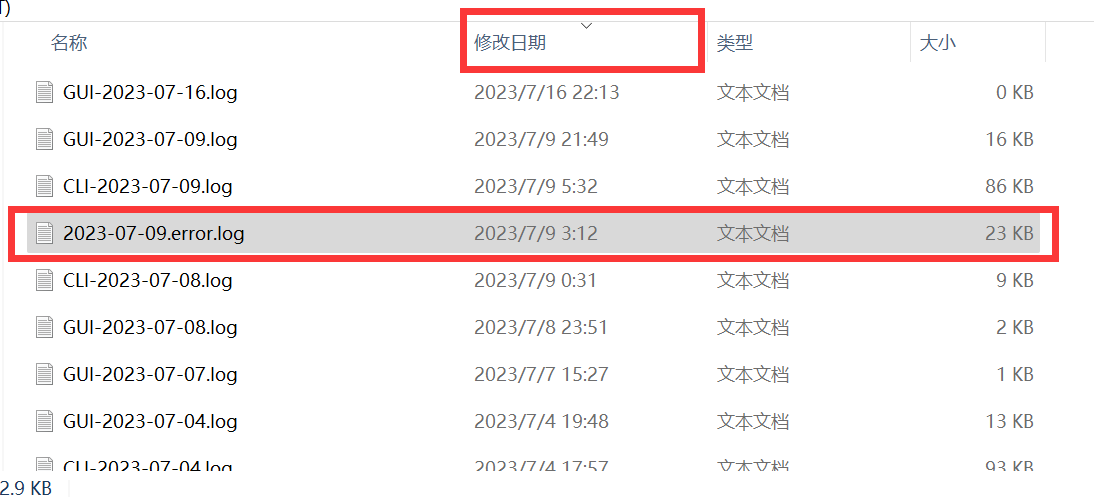 T)
名称 修改日期 类型 大小
GUI-2023-07-16.log 2023/7/16 22:13 文本文档 0 KB
GUI-2023-07-09.log 2023/7/9 21:49 文本文档 16 KB
CLI-2023-07-09.log 2023/7/9 5:32 文本文档 86 KB
2023-07-09.error.log 2023/7/9 3:12 文本文档 23 KB
CLI-2023-07-08.log 2023/7/9 0:31 文本文档 9 KB
GUI-2023-07-08.log 2023/7/8 23:51 文本文档 2 KB
GUI-2023-07-07.log 2023/7/7 15:27 文本文档 1 KB
GUI-2023-07-04.log 2023/7/4 19:48 文本文档 13 KB
CLI-2023-07-04.log 2023/7/4 17:57 文本文档 93 KB
2.9 KB